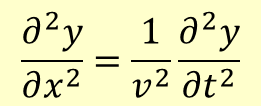 ∂²y/∂x² = 1/v² ∂²y/∂t²